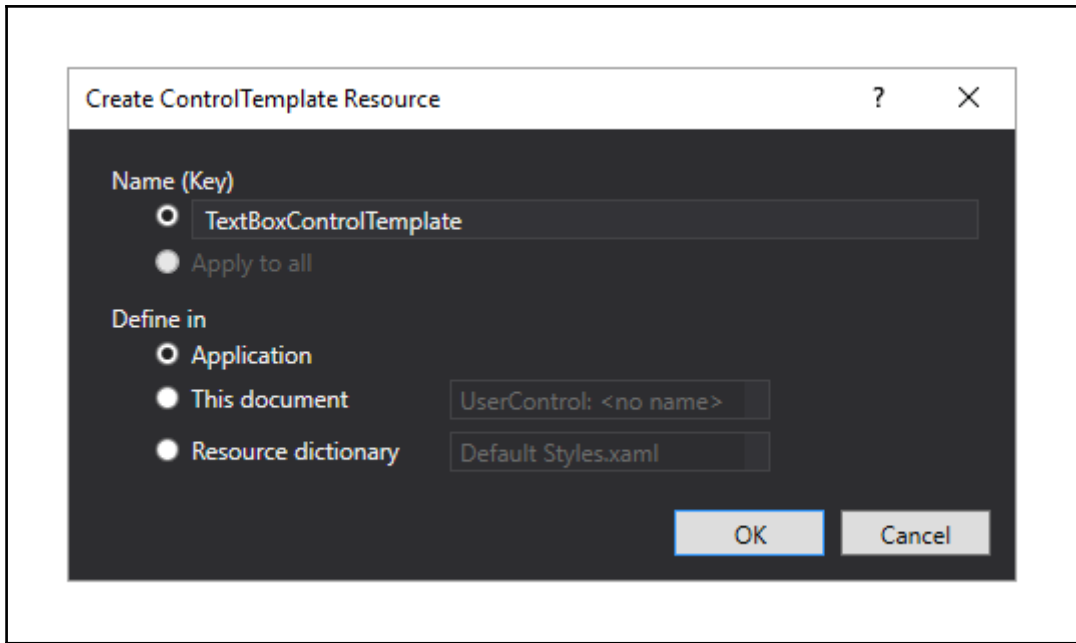 Create ControlTemplate Resource ?
Name (Key)
TextBoxControlTemplate
Apply to all
Define in
Application
This document UserControl: <no name>
Resource dictionary Default Styles.xaml
OK Cancel